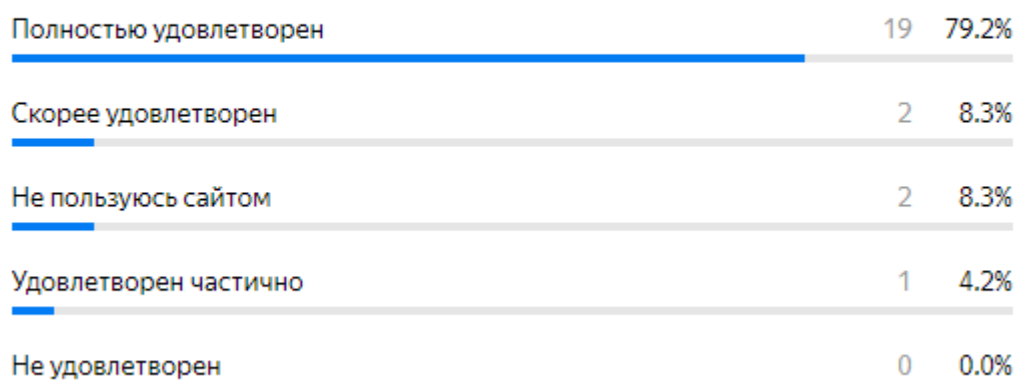 Полностью удовлетворен 19 79.2%
Скорее удовлетворен 2 8.3%
Не пользуюсь сайтом 2 8.3%
Удовлетворен частично 1 4.2%
Не удовлетворен 0 0.0%